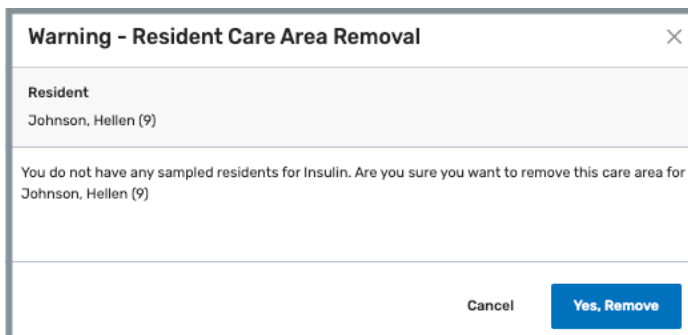 Warning - Resident Care Area Removal
Resident
Johnson, Hellen (9)
You do not have any sampled residents for Insulin. Are you sure you want to remove this care area for
Johnson, Hellen (9)
Cancel
Yes, Remove